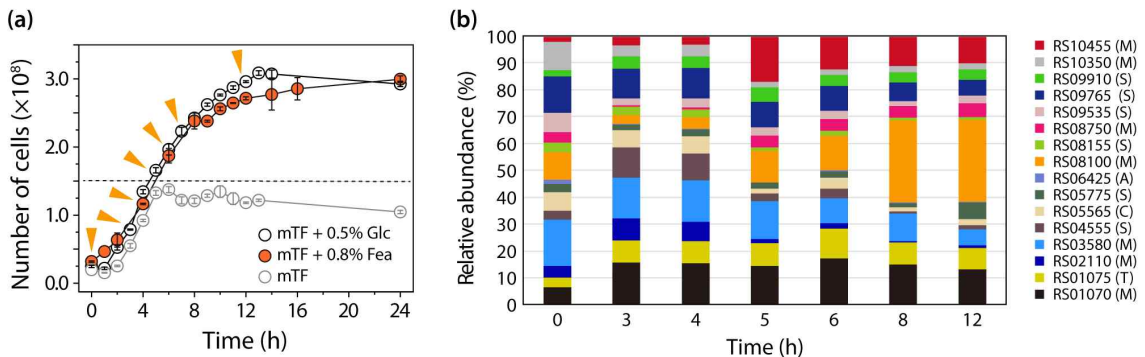 (a)
Number of cells (×10⁸)
3.0
2.0
1.0
0.0
0 4 8 12 16 20 24
Time (h)
mTF + 0.5% Glc
mTF + 0.8% Fea
mTF
(b)
Relative abundance (%)
100
90
80
70
60
50
40
30
20
10
0
0 3 4 5 6 8 12
Time (h)
RS10455 (M)
RS10350 (M)
RS09910 (S)
RS09765 (S)
RS09535 (S)
RS08750 (M)
RS08155 (S)
RS08100 (M)
RS06425 (A)
RS05775 (S)
RS05565 (C)
RS04555 (S)
RS03580 (M)
RS02110 (M)
RS01075 (T)
RS01070 (M)